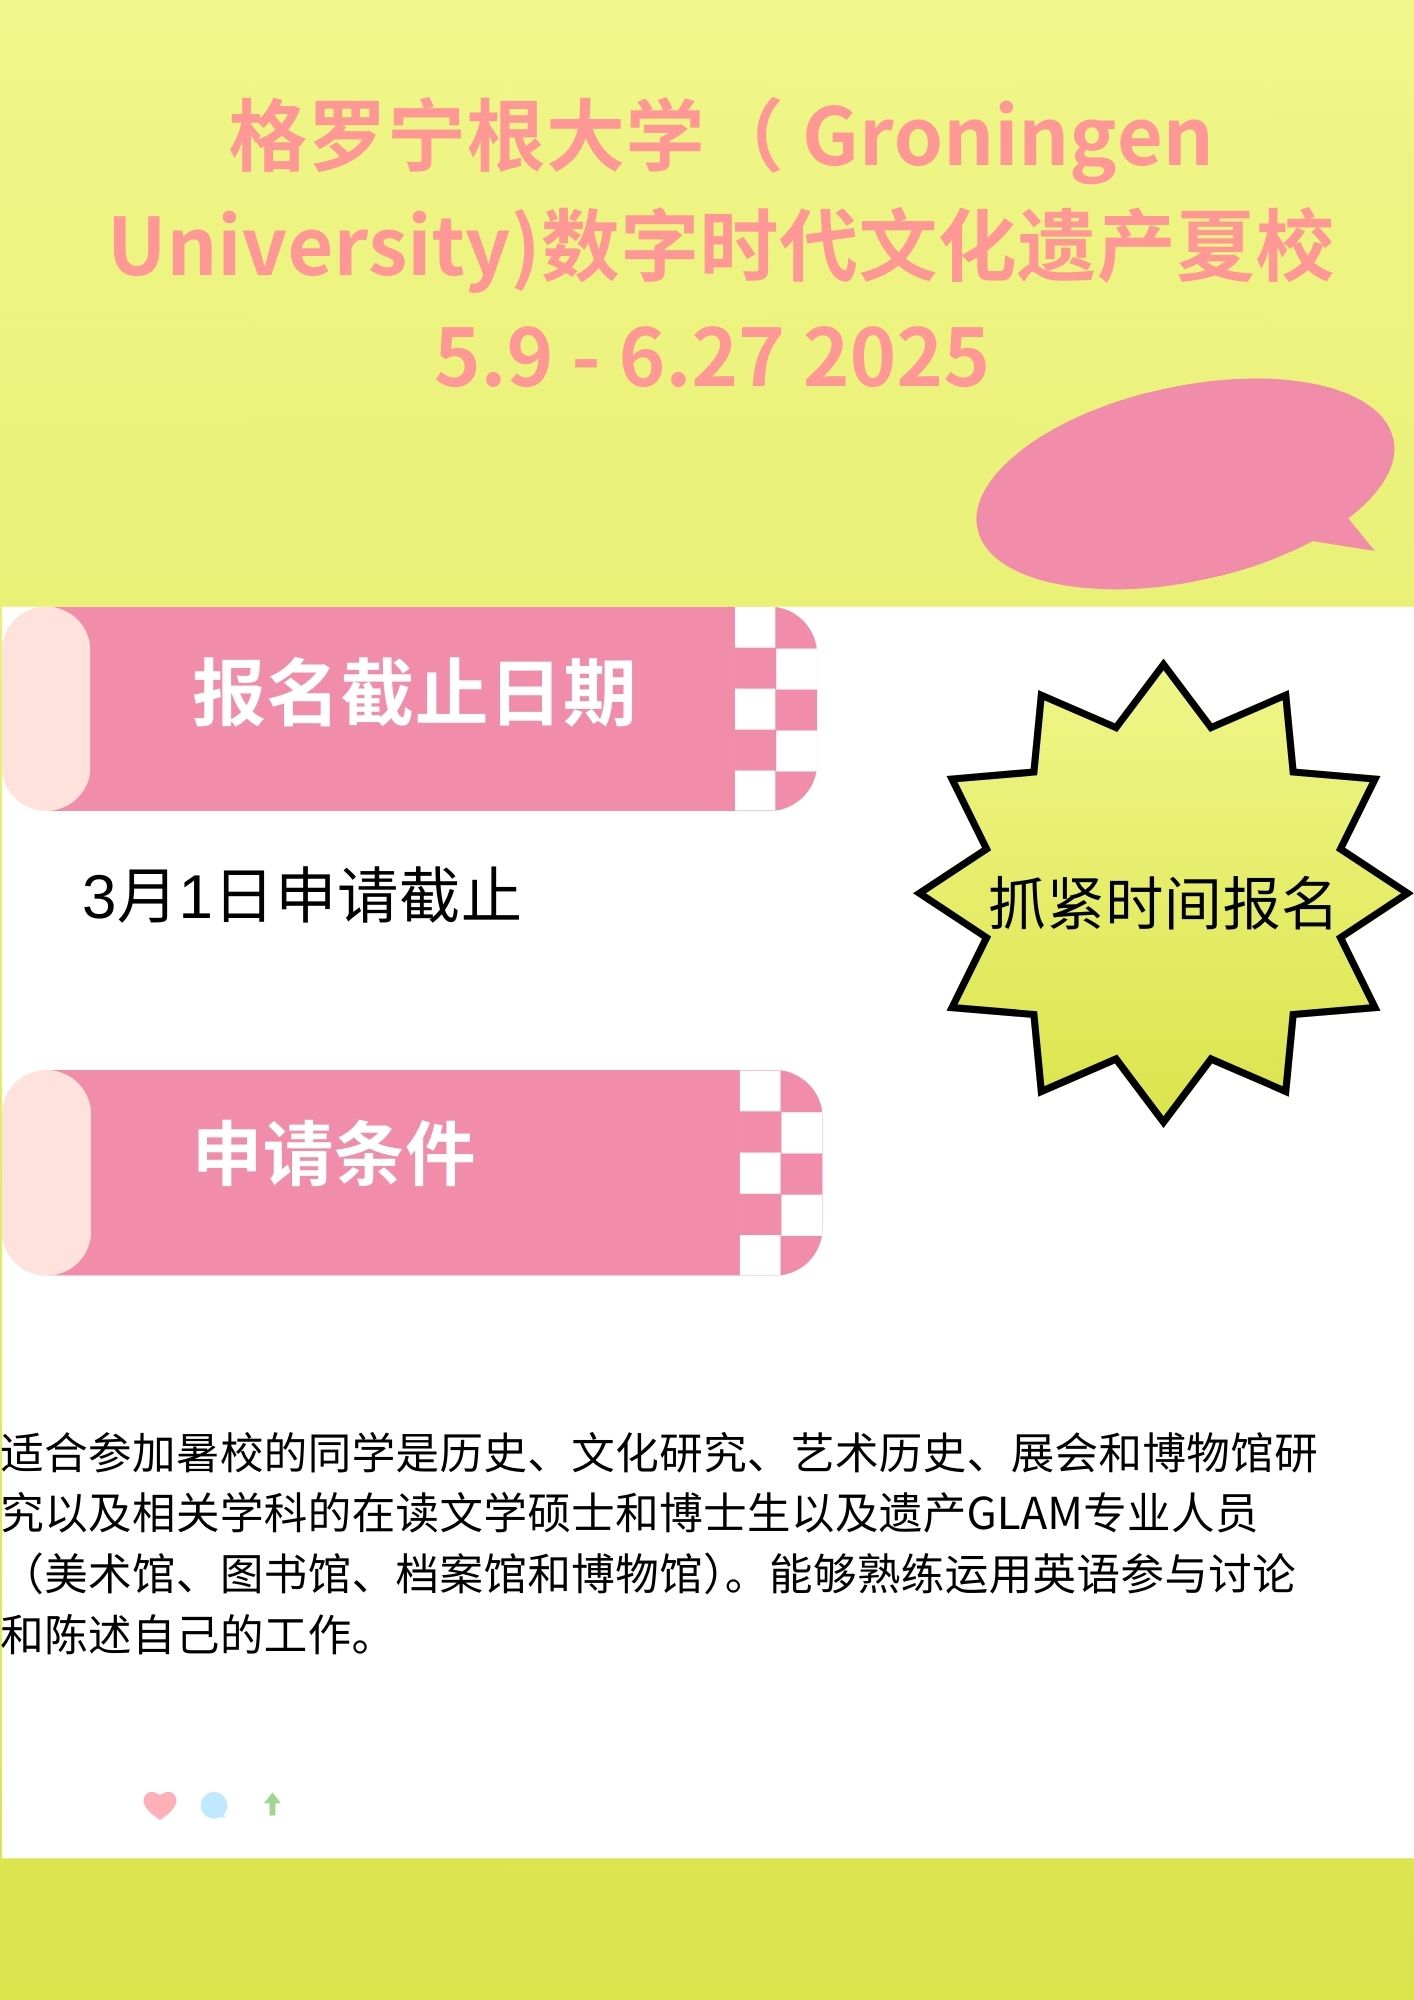 格罗宁根大学（ Groningen
University)数字时代文化遗产夏校
5.9 - 6.27 2025
报名截止日期
3月1日申请截止
抓紧时间报名
申请条件
适合参加暑校的同学是历史、文化研究、艺术历史、展会和博物馆研
究以及相关学科的在读文学硕士和博士生以及遗产GLAM专业人员
（美术馆、图书馆、档案馆和博物馆）。能够熟练运用英语参与讨论
和陈述自己的工作。